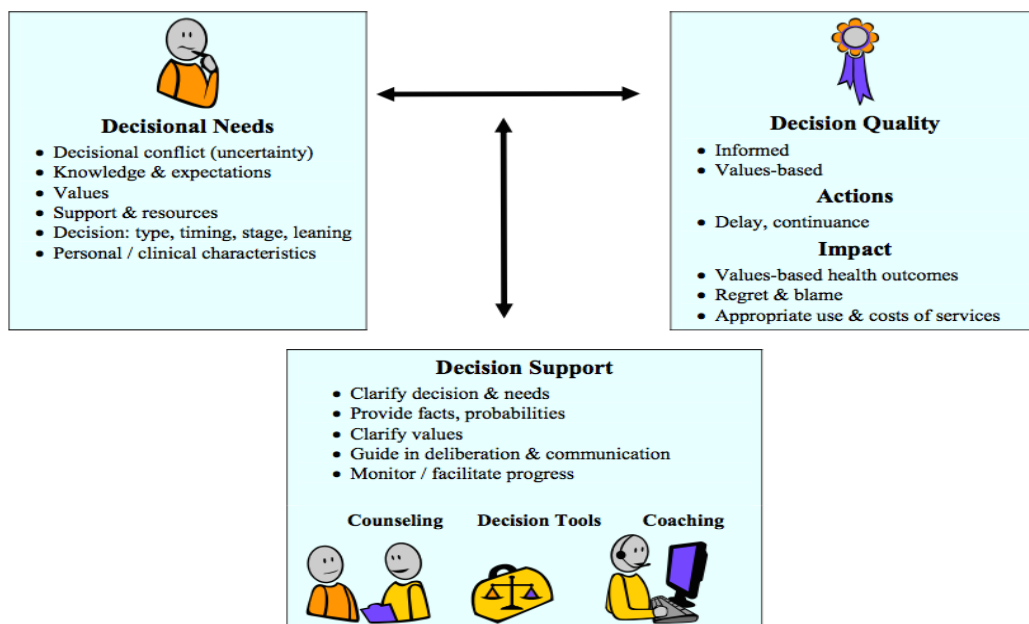 Decisional Needs
• Decisional conflict (uncertainty)
• Knowledge & expectations
• Values
• Support & resources
• Decision: type, timing, stage, leaning
• Personal / clinical characteristics
Decision Quality
• Informed
• Values-based
Actions
• Delay, continuance
Impact
• Values-based health outcomes
• Regret & blame
• Appropriate use & costs of services
Decision Support
• Clarify decision & needs
• Provide facts, probabilities
• Clarify values
• Guide in deliberation & communication
• Monitor / facilitate progress
Counseling Decision Tools Coaching